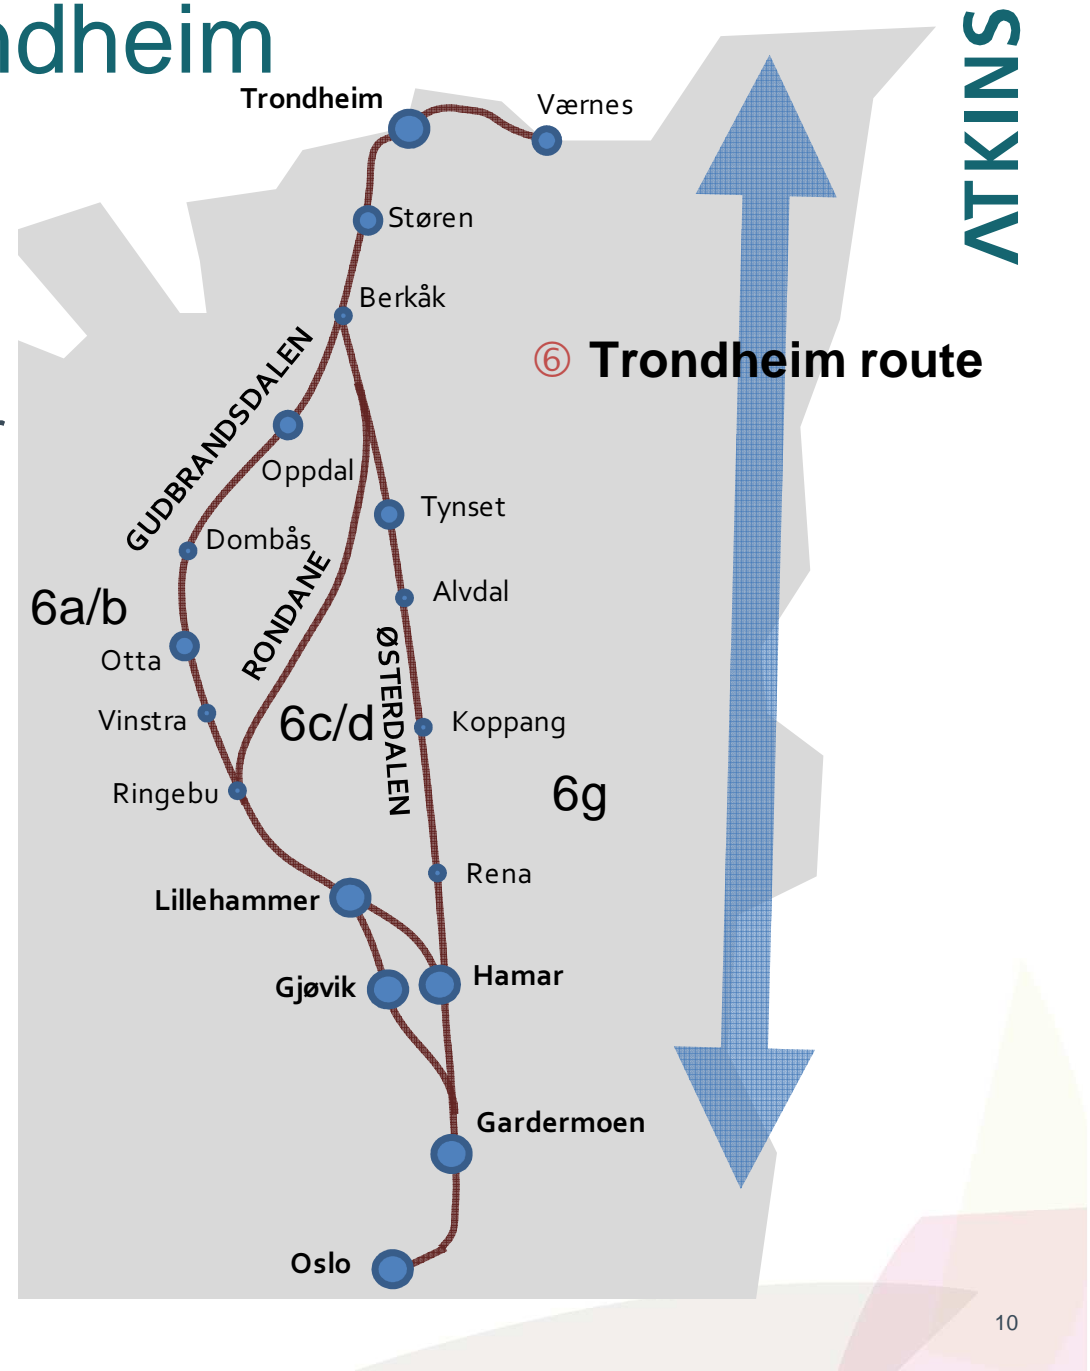 ndheim
ATKINS
Trondheim
Værnes
Støren
Berkåk
⑥ Trondheim route
GUDBRANDSDALEN
Oppdal
Tynset
Dombås
RONDANE
Alvdal
6a/b
ØSTERDALEN
Otta
6c/d
Vinstra
Koppang
Ringebu
6g
Rena
Lillehammer
Gjøvik
Hamar
Gardermoen
Oslo
10